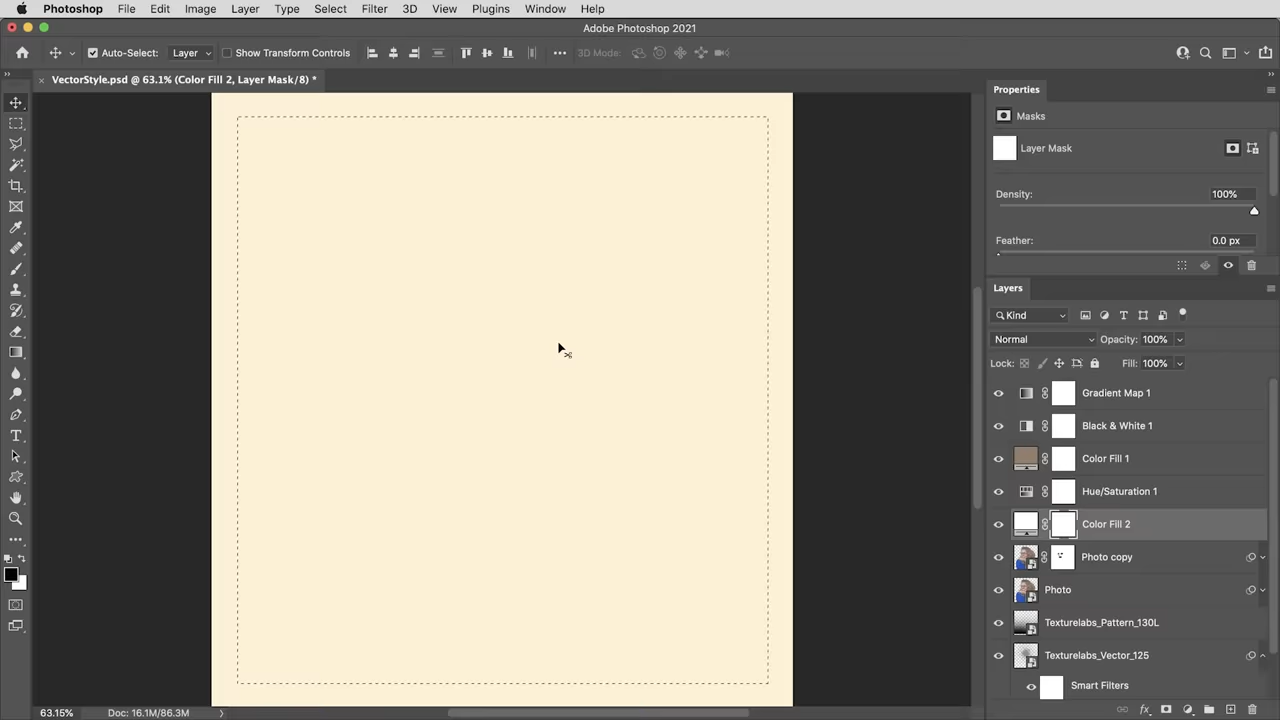 Photoshop File Edit Image Layer Type Select Filter 3D View Plugins Window Help
Adobe Photoshop 2021
Auto-Select: Layer Show Transform Controls 3D Mode:
VectorStyle.psd @ 63.1% (Color Fill 2, Layer Mask/8) *
Properties
Masks
Layer Mask
Density: 100%
Feather: 0.0 px
Layers
Kind
Normal Opacity: 100%
Lock: Fill: 100%
Gradient Map 1
Black & White 1
Color Fill 1
Hue/Saturation 1
Color Fill 2
Photo copy
Photo
Texturelabs_Pattern_130L
Texturelabs_Vector_125
Smart Filters
63.15% Doc: 16.1M/86.3M